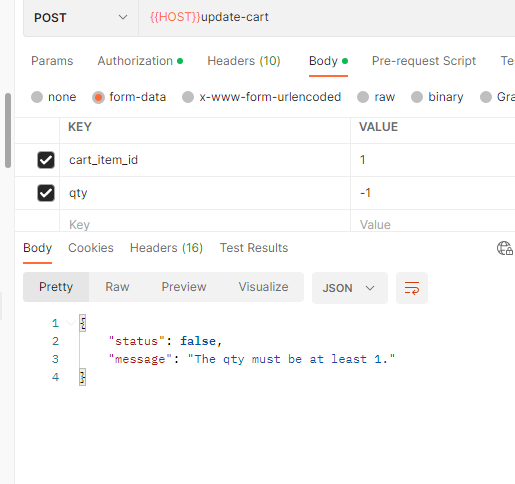 POST {{HOST}}update-cart
Params Authorization Headers (10) Body Pre-request Script
none form-data x-www-form-urlencoded raw binary
KEY VALUE
cart_item_id 1
qty -1
Key Value
Body Cookies Headers (16) Test Results
Pretty Raw Preview Visualize JSON
1 {
2 "status": false,
3 "message": "The qty must be at least 1."
4 }